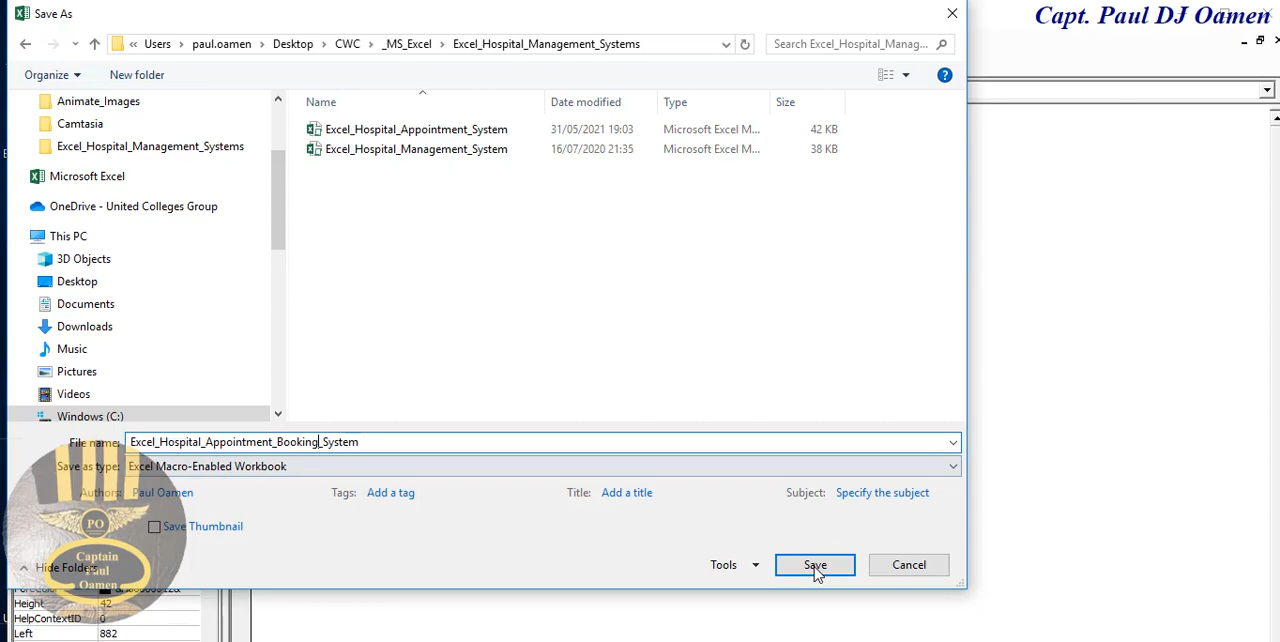 Save As
Capt. Paul DJ Oamen
« Users > paul.oamen > Desktop > CWC > _MS_Excel > Excel_Hospital_Management_Systems
Search Excel_Hospital_Manag...
Organize
New folder
?
Name
Date modified
Type
Size
Excel_Hospital_Appointment_System 31/05/2021 19:03 Microsoft Excel M... 42 KB
Excel_Hospital_Management_System 16/07/2020 21:35 Microsoft Excel M... 38 KB
Animate_Images
Camtasia
Excel_Hospital_Management_Systems
Microsoft Excel
OneDrive - United Colleges Group
This PC
3D Objects
Desktop
Documents
Downloads
Music
Pictures
Videos
Windows (C:)
File name: Excel_Hospital_Appointment_Booking_System
Save as type: Excel Macro-Enabled Workbook
Authors: Paul Oamen
Tags: Add a tag
Title: Add a title
Subject: Specify the subject
Save Thumbnail
PO
Captain
Paul
Oamen
Hide Folders
Tools
Save
Cancel
Height 42
HelpContextID 0
Left 882